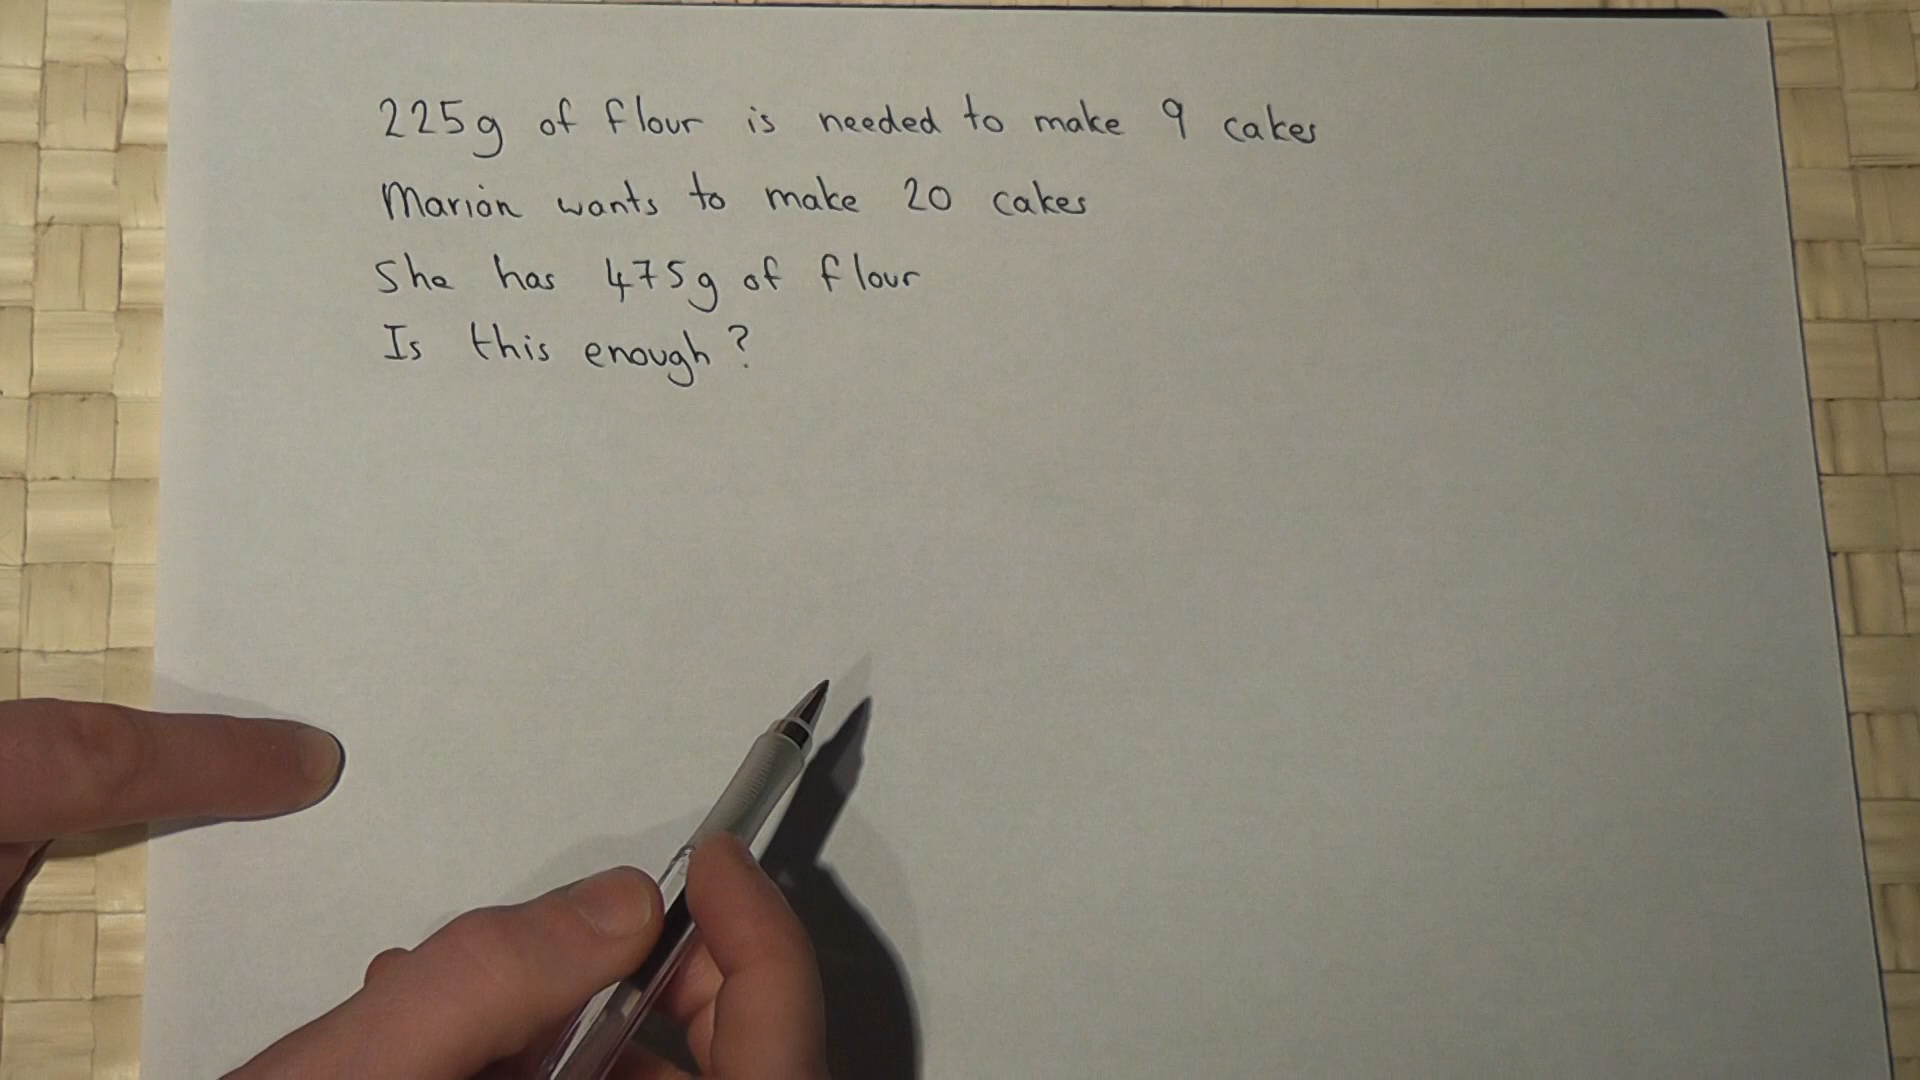 225g of flour is needed to make 9 cakes
Marion wants to make 20 cakes
She has 475g of flour
Is this enough?